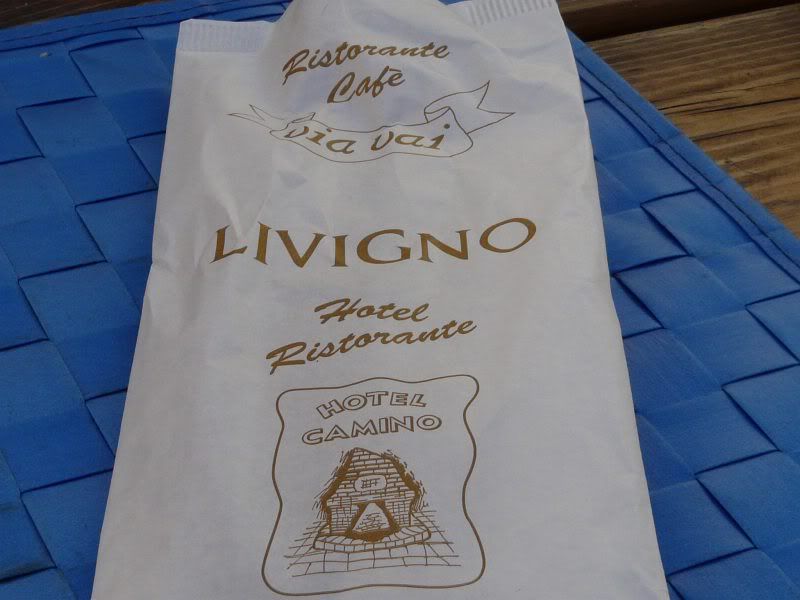 Ristorante
Cafè
Via Vai
LIVIGNO
Hotel
Ristorante
HOTEL
CAMINO